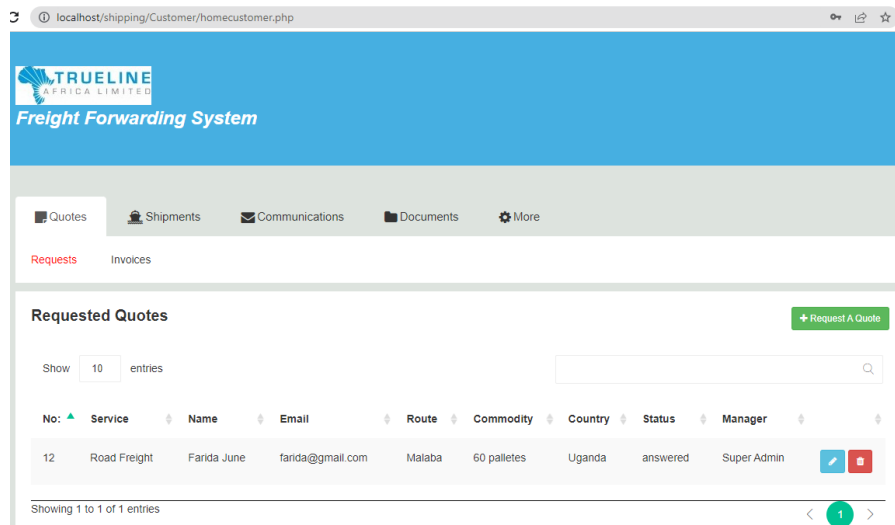 localhost/shipping/Customer/homecustomer.php
TRUELINE
AFRICA LIMITED
Freight Forwarding System
Quotes Shipments Communications Documents More
Requests Invoices
Requested Quotes
+ Request A Quote
Show 10 entries
No: Service Name Email Route Commodity Country Status Manager
12 Road Freight Farida June farida@gmail.com Malaba 60 palletes Uganda answered Super Admin
Showing 1 to 1 of 1 entries
< 1 >